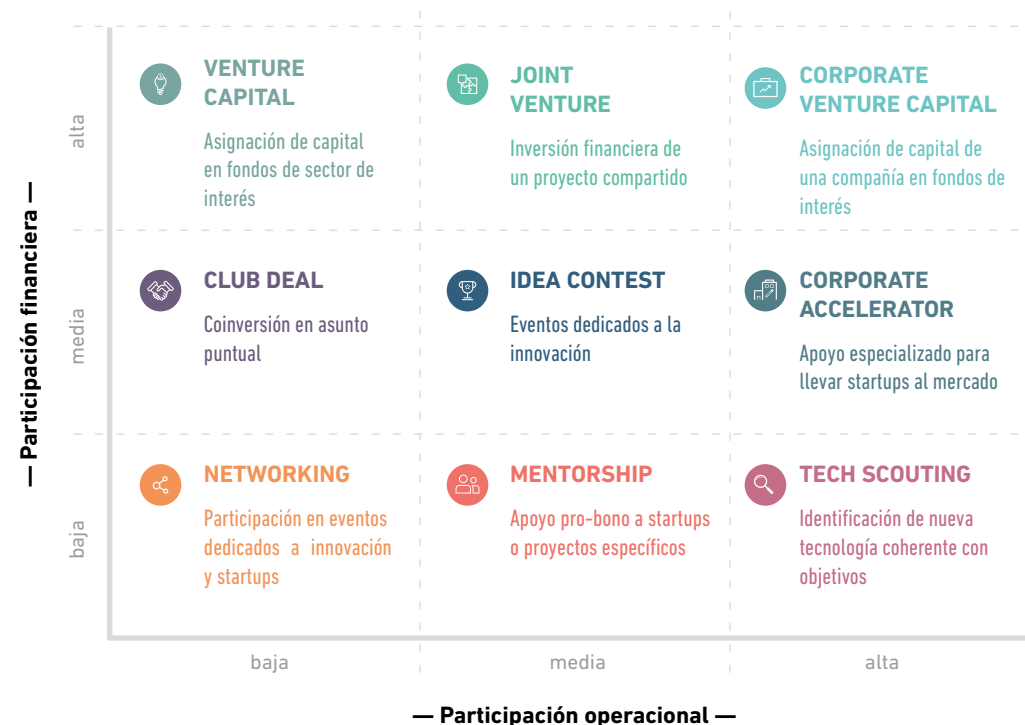 — Participación financiera —
alta
VENTURE
CAPITAL
Asignación de capital
en fondos de sector de
interés
JOINT
VENTURE
Inversión financiera de
un proyecto compartido
CORPORATE
VENTURE CAPITAL
Asignación de capital de
una compañía en fondos de
interés
media
CLUB DEAL
Coinversión en asunto
puntual
IDEA CONTEST
Eventos dedicados a la
innovación
CORPORATE
ACCELERATOR
Apoyo especializado para
llevar startups al mercado
baja
NETWORKING
Participación en eventos
dedicados a innovación
y startups
MENTORSHIP
Apoyo pro-bono a startups
o proyectos específicos
TECH SCOUTING
Identificación de nueva
tecnología coherente con
objetivos
baja
media
alta
— Participación operacional —